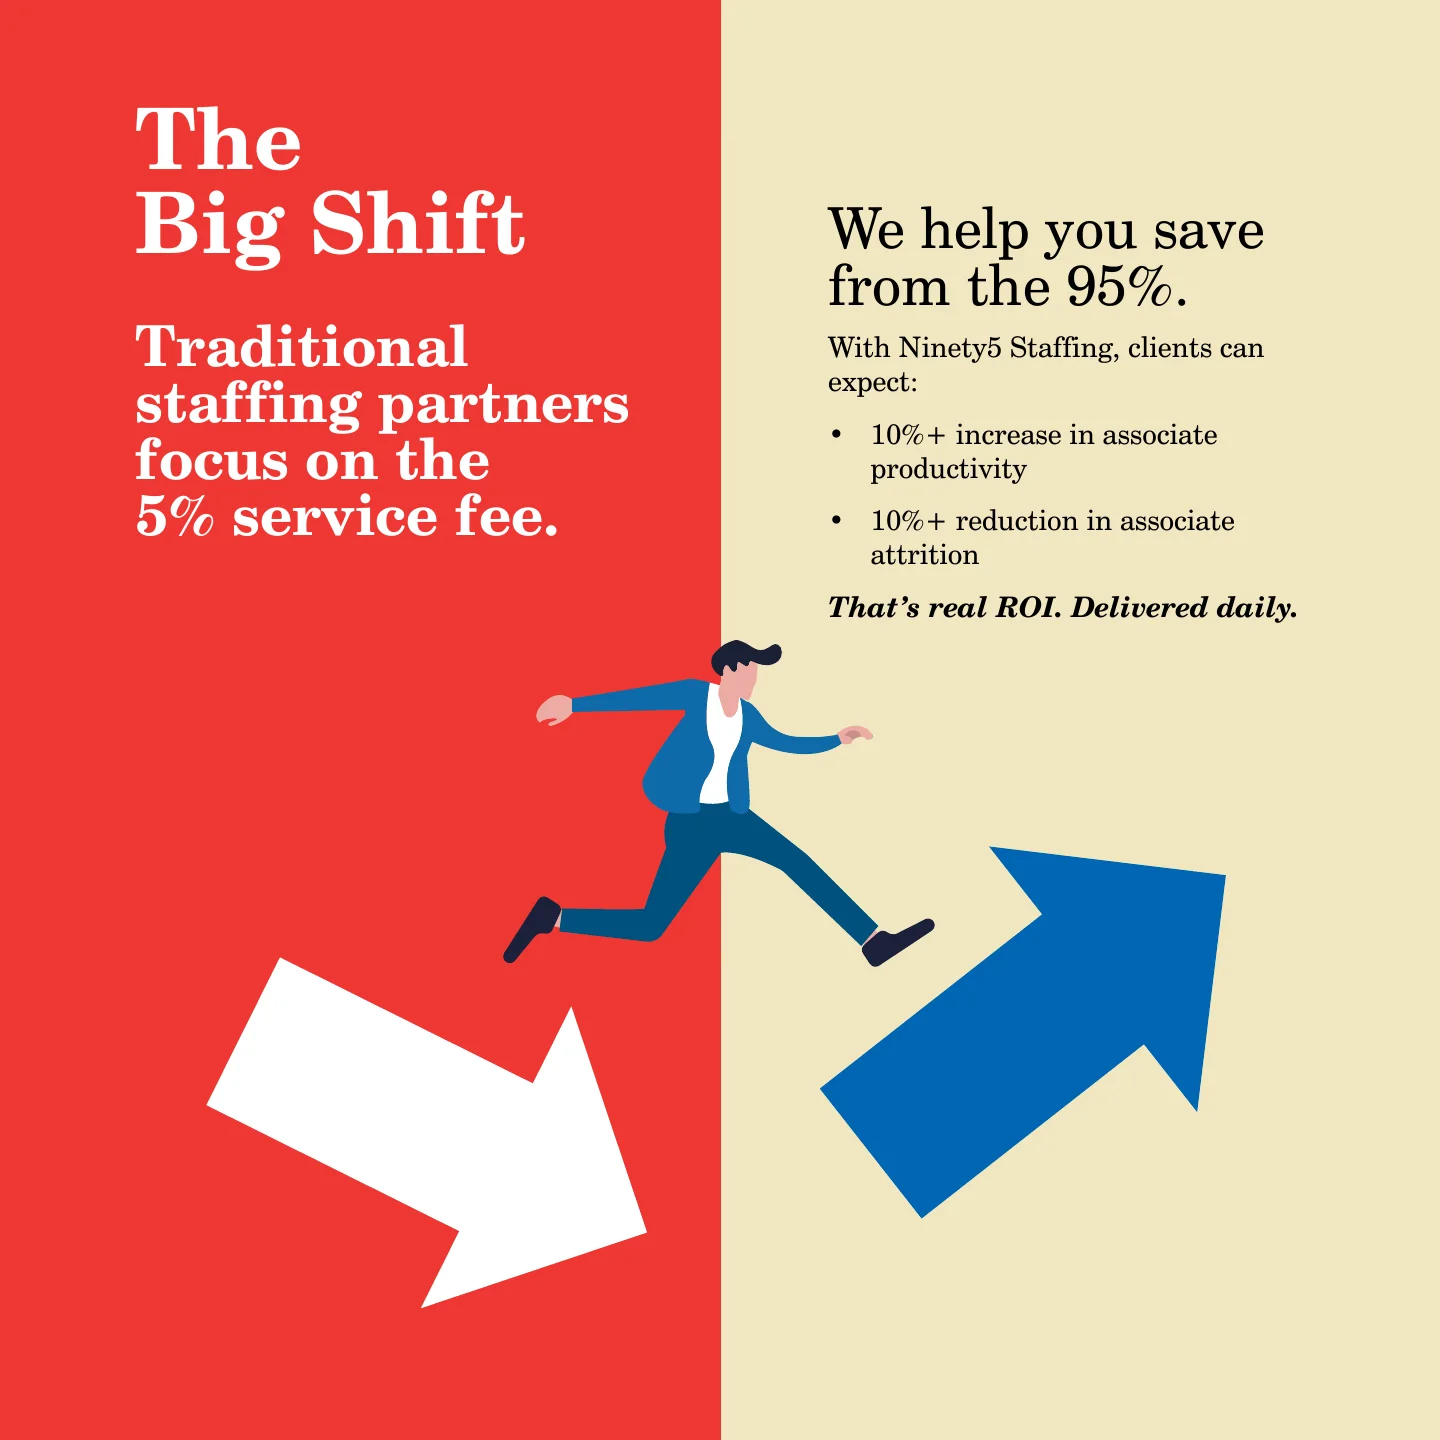 The
Big Shift
Traditional
staffing partners
focus on the
5% service fee.
We help you save
from the 95%.
With Ninety5 Staffing, clients can
expect:
• 10%+ increase in associate
productivity
• 10%+ reduction in associate
attrition
That’s real ROI. Delivered daily.